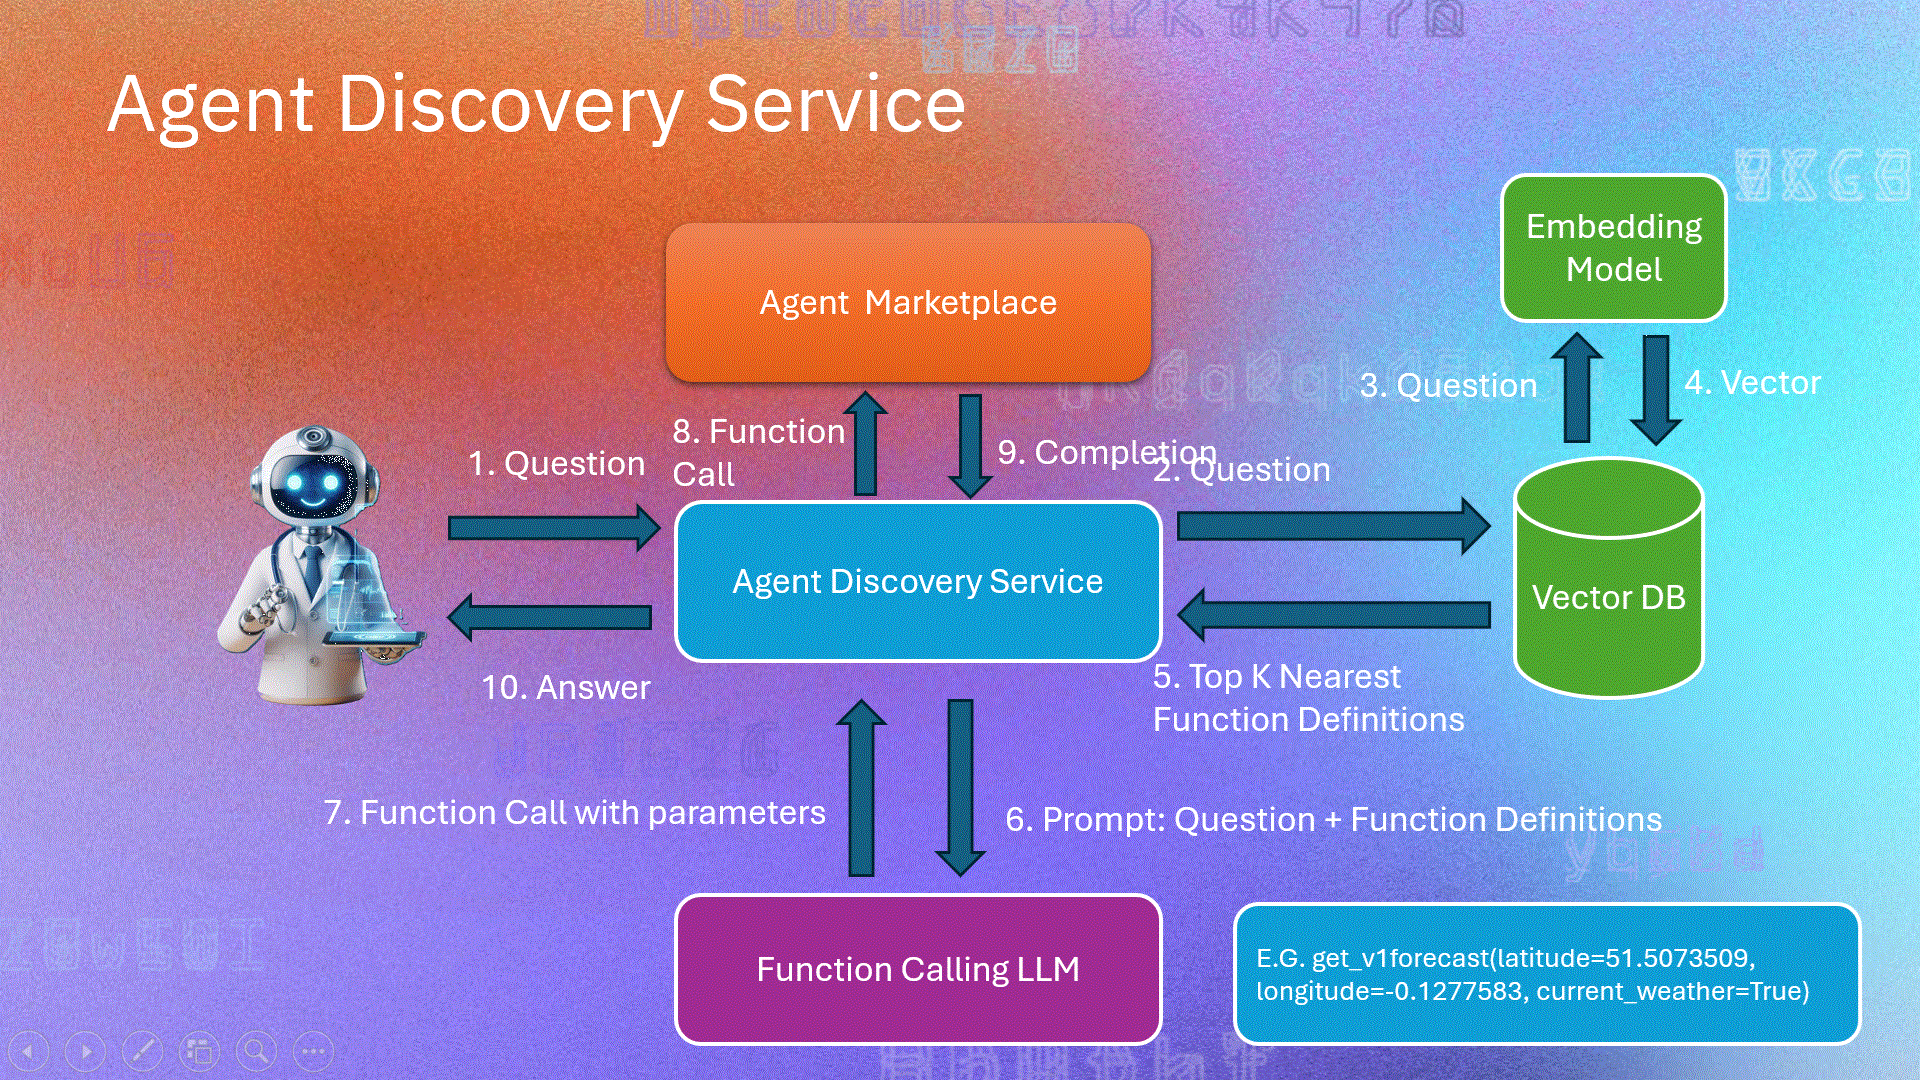 Agent Discovery Service
Embedding
Model
Agent Marketplace
3. Question
4. Vector
8. Function
Call
9. Completion
1. Question
2. Question
Agent Discovery Service
Vector DB
10. Answer
5. Top K Nearest
Function Definitions
7. Function Call with parameters
6. Prompt: Question + Function Definitions
Function Calling LLM
E.G. get_v1forecast(latitude=51.5073509,
longitude=-0.1277583, current_weather=True)